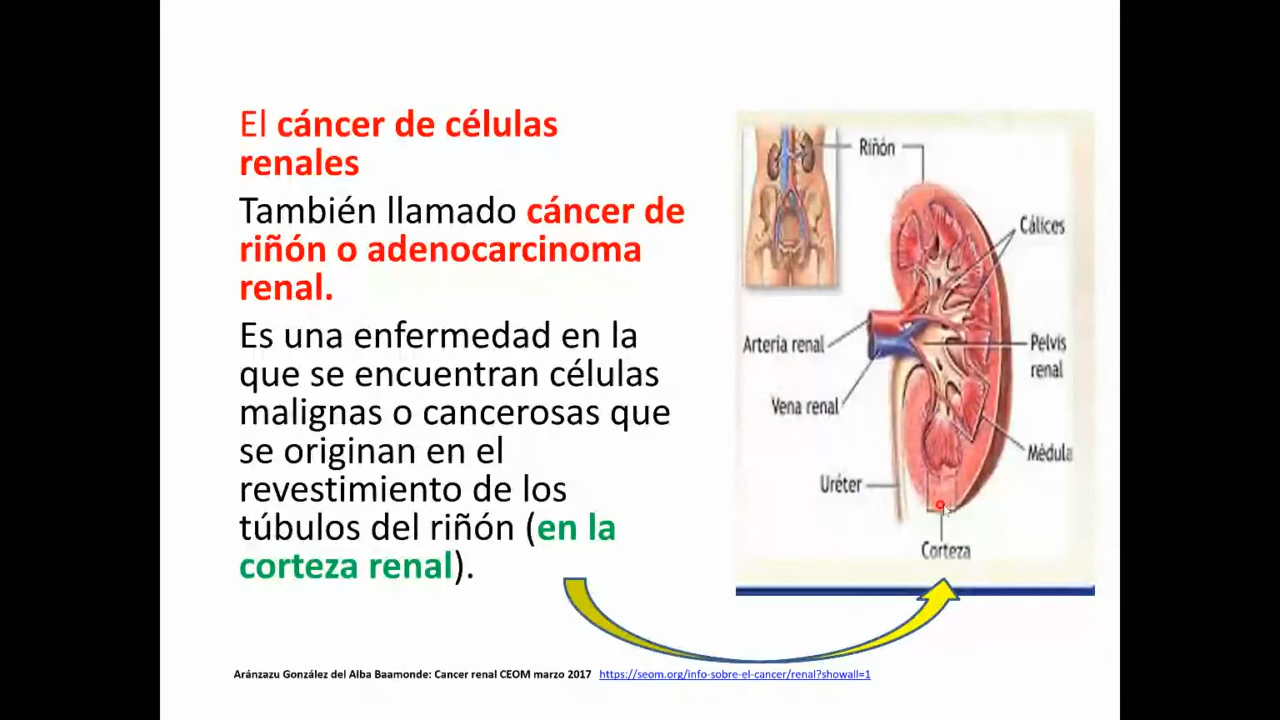 El cáncer de células
renales
También llamado cáncer de
riñón o adenocarcinoma
renal.
Es una enfermedad en la
que se encuentran células
malignas o cancerosas que
se originan en el
revestimiento de los
túbulos del riñón (en la
corteza renal).
Riñón
Cálices
Arteria renal
Pelvis
renal
Vena renal
Médula
Uréter
Corteza
Aránzazu González del Alba Baamonde: Cancer renal CEOM marzo 2017 https://seom.org/info-sobre-el-cancer/renal?showall=1